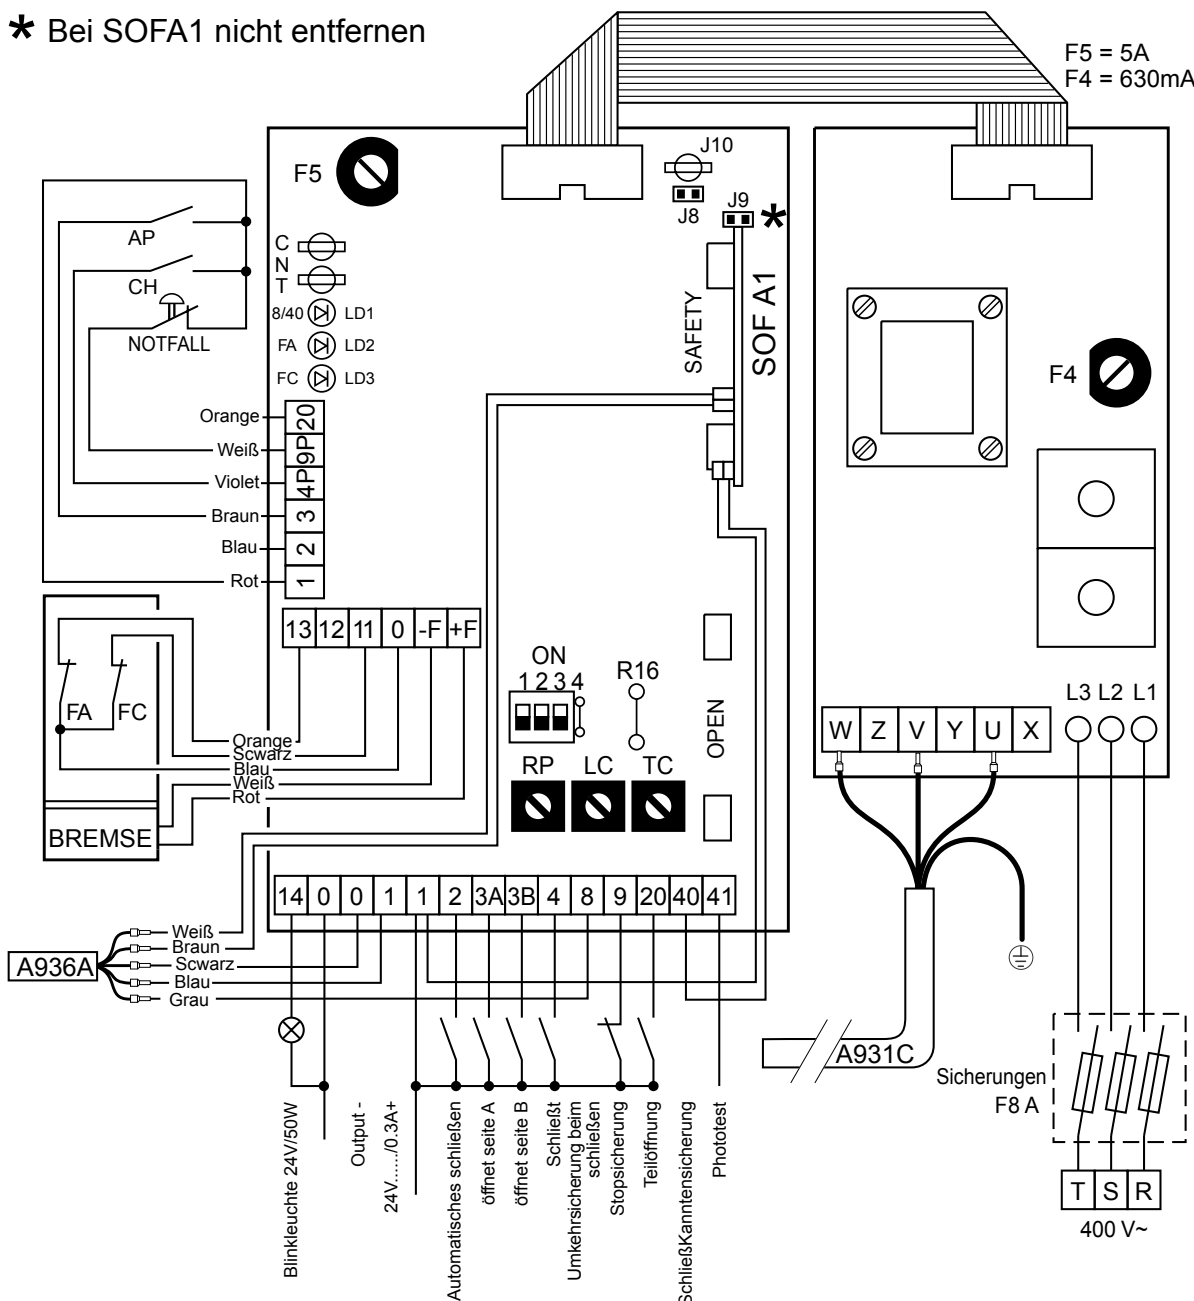 * Bei SOFA1 nicht entfernen
F5 = 5A
F4 = 630mA
F5
J10
J8
J9
*
AP
CH
NOTFALL
C
N
T
8/40 LD1
FA LD2
FC LD3
SAFETY
SOF A1
F4
Orange 20
Weiß 9P
Violet 4P
Braun 3
Blau 2
Rot 1
13 12 11 0 -F +F
ON
1 2 3 4
R16
OPEN
RP LC TC
FA FC
BREMSE
Orange
Scwarz
Blau
Weiß
Rot
W Z V Y U X
L3 L2 L1
14 0 0 1 1 2 3A 3B 4 8 9 20 40 41
A936A
Weiß
Braun
Scwarz
Blau
Grau
A931C
Sicherungen
F8 A
T S R
400 V~
Blinkleuchte 24V/50W
Output -
24V....../0.3A+
Automatisches schließen
öffnet seite A
öffnet seite B
Schließt
Umkehrsicherung beim
schließen
Stopsicherung
Teilöffnung
SchließKanntensicherung
Phototest